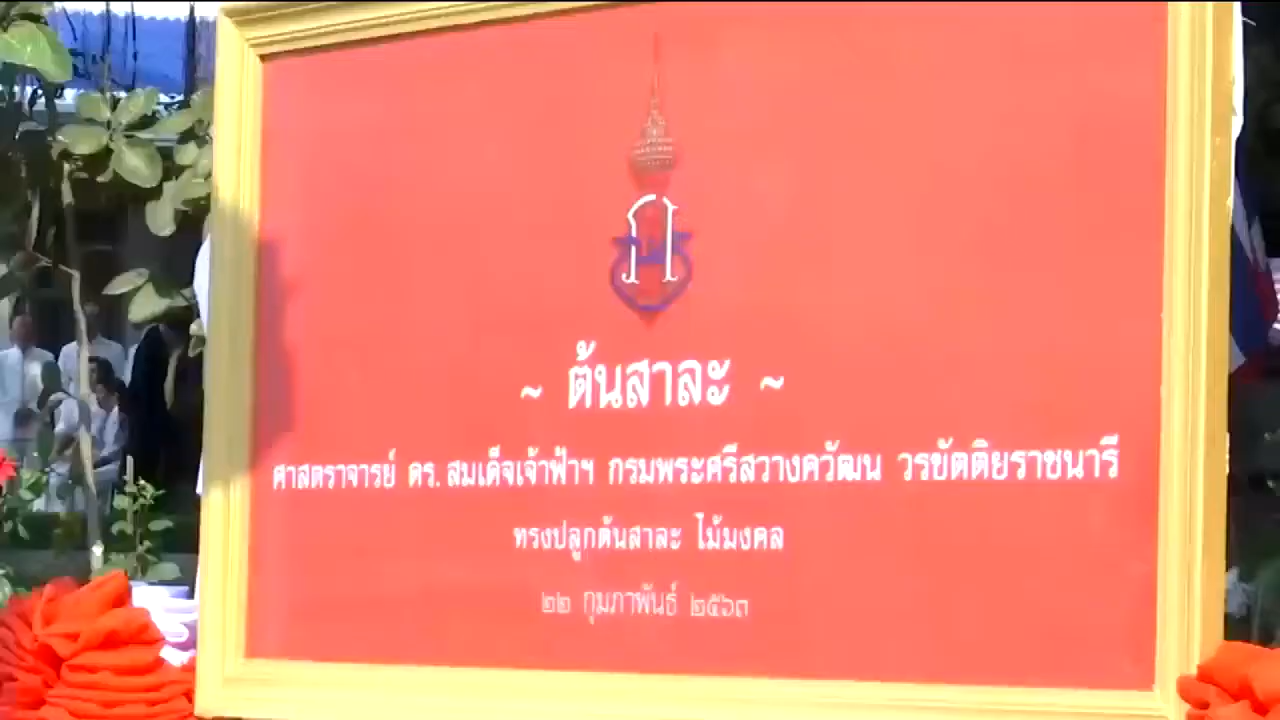 ~ ต้นสาละ ~
ศาสตราจารย์ ดร. สมเด็จเจ้าฟ้าฯ กรมพระศรีสวางควัฒน วรขัตติยราชนารี
ทรงปลูกต้นสาละ ไม้มงคล
๒๒ กุมภาพันธ์ ๒๕๖๓